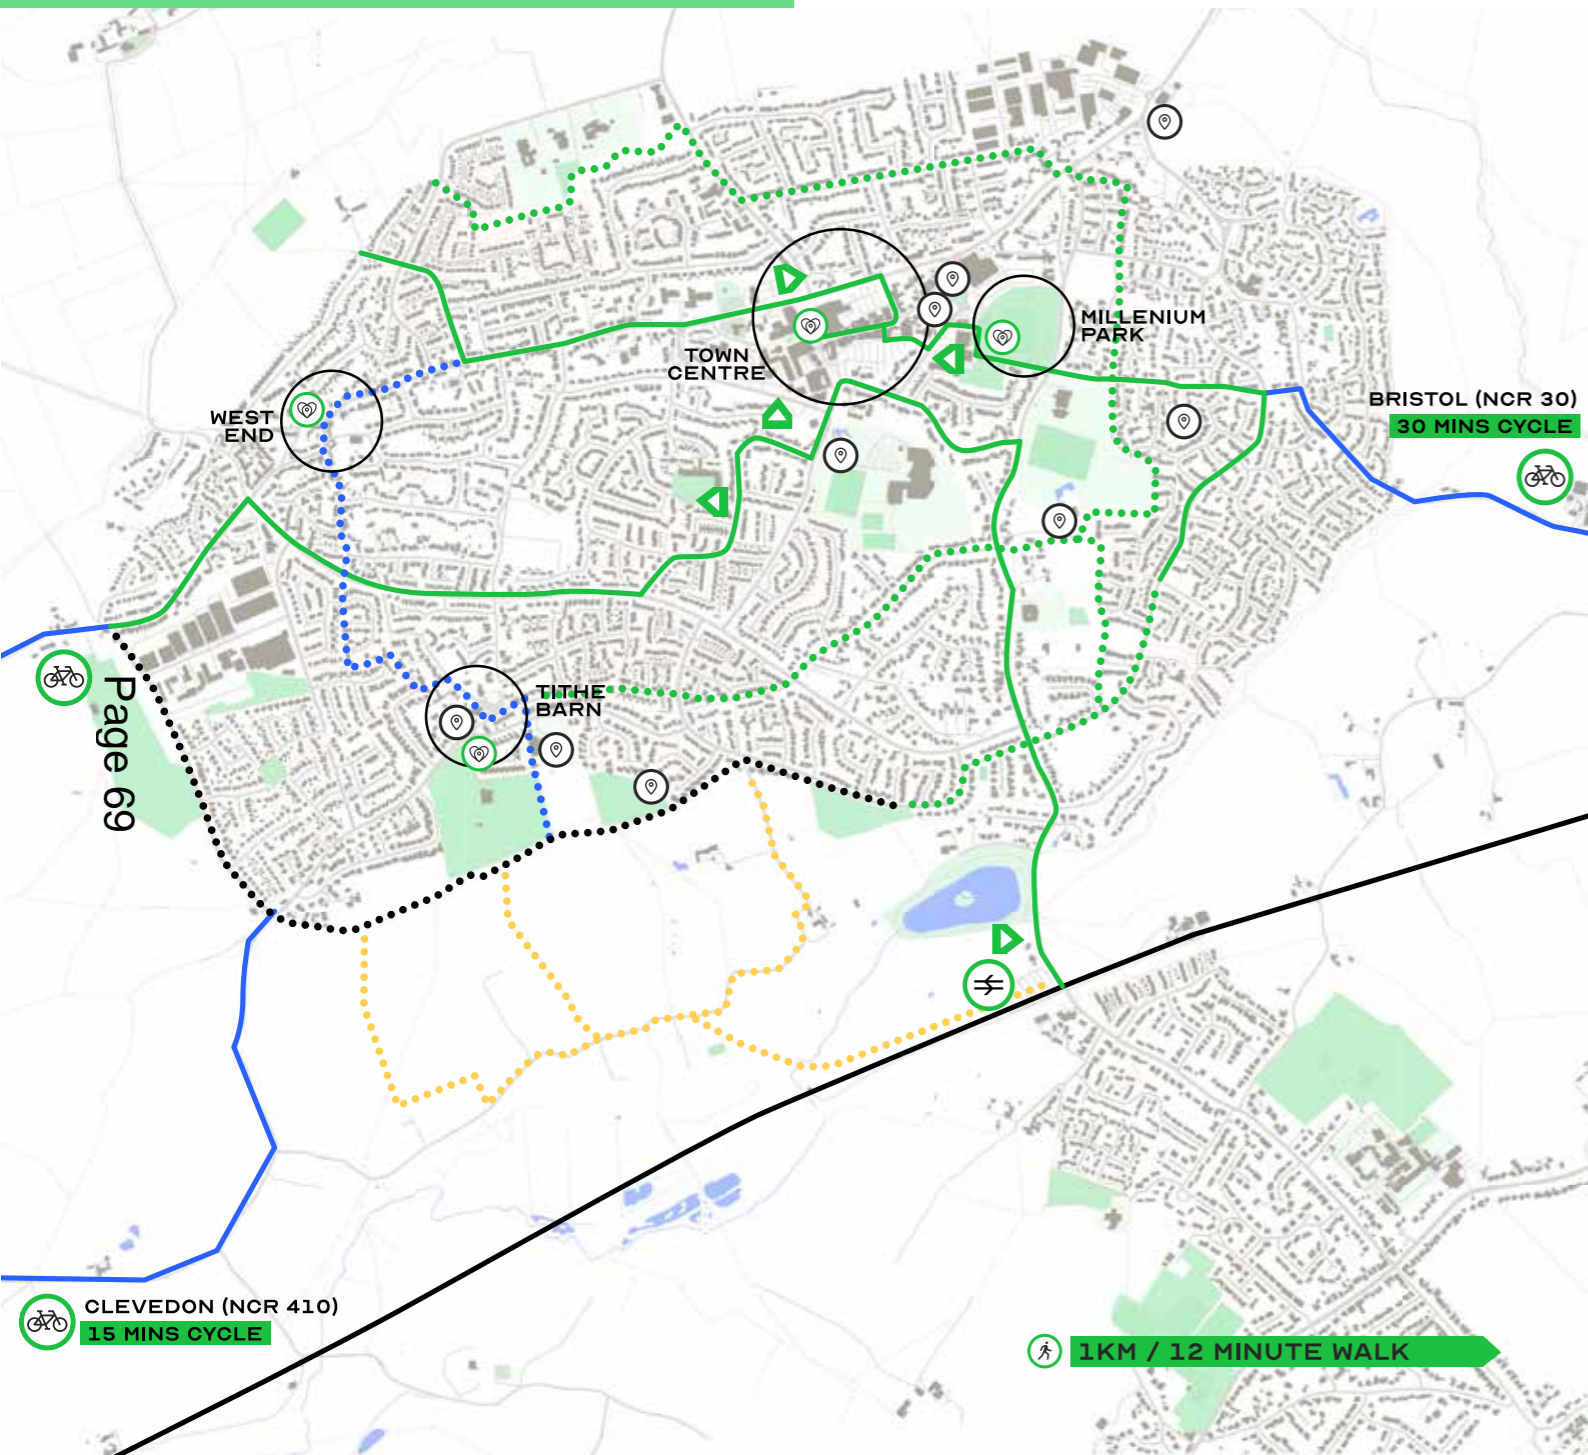 MILLENIUM
PARK
TOWN
CENTRE
BRISTOL (NCR 30)
30 MINS CYCLE
WEST
END
TITHE
BARN
Page 69
CLEVEDON (NCR 410)
15 MINS CYCLE
1KM / 12 MINUTE WALK